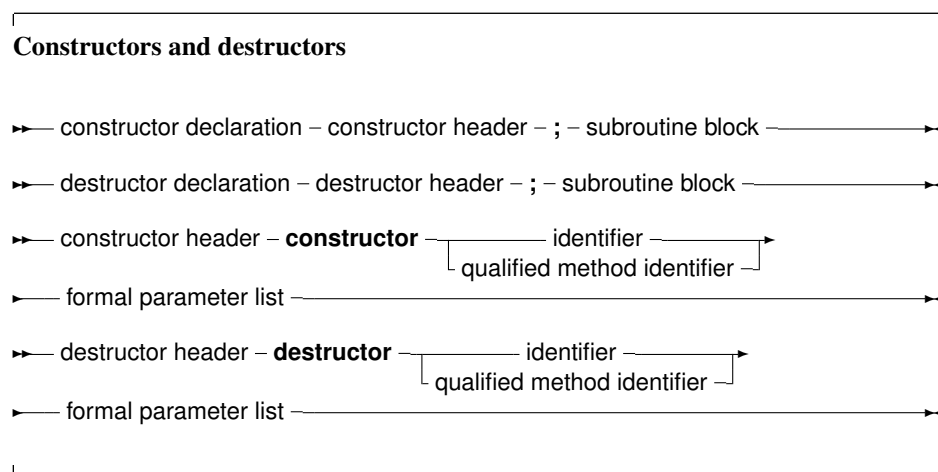 Constructors and destructors
constructor declaration constructor header ; subroutine block
destructor declaration destructor header ; subroutine block
constructor header constructor identifier
qualified method identifier
formal parameter list
destructor header destructor identifier
qualified method identifier
formal parameter list